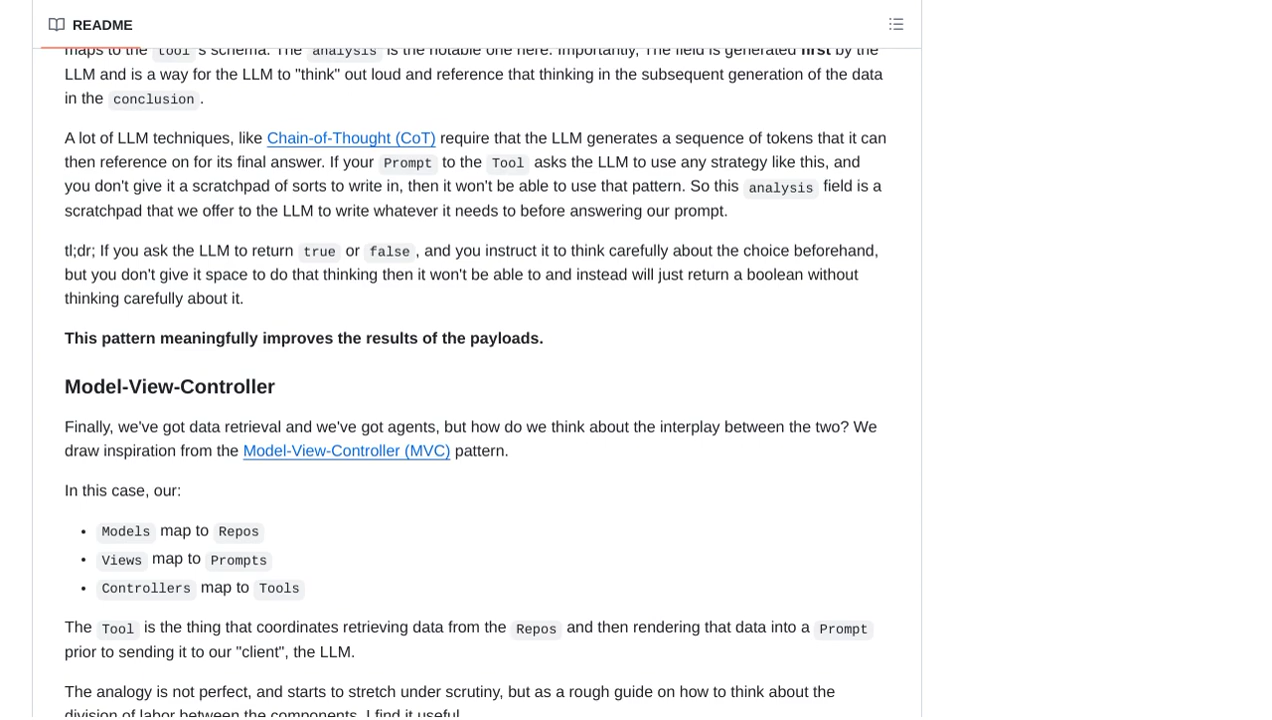 README
maps to the tool 's schema. The analysis is the notable one here. Importantly, The field is generated first by the
LLM and is a way for the LLM to "think" out loud and reference that thinking in the subsequent generation of the data
in the conclusion .
A lot of LLM techniques, like Chain-of-Thought (CoT) require that the LLM generates a sequence of tokens that it can
then reference on for its final answer. If your Prompt to the Tool asks the LLM to use any strategy like this, and
you don't give it a scratchpad of sorts to write in, then it won't be able to use that pattern. So this analysis field is a
scratchpad that we offer to the LLM to write whatever it needs to before answering our prompt.
tl;dr; If you ask the LLM to return true or false , and you instruct it to think carefully about the choice beforehand,
but you don't give it space to do that thinking then it won't be able to and instead will just return a boolean without
thinking carefully about it.
This pattern meaningfully improves the results of the payloads.
Model-View-Controller
Finally, we've got data retrieval and we've got agents, but how do we think about the interplay between the two? We
draw inspiration from the Model-View-Controller (MVC) pattern.
In this case, our:
• Models map to Repos
• Views map to Prompts
• Controllers map to Tools
The Tool is the thing that coordinates retrieving data from the Repos and then rendering that data into a Prompt
prior to sending it to our "client", the LLM.
The analogy is not perfect, and starts to stretch under scrutiny, but as a rough guide on how to think about the
division of labor between the components, I find it useful.